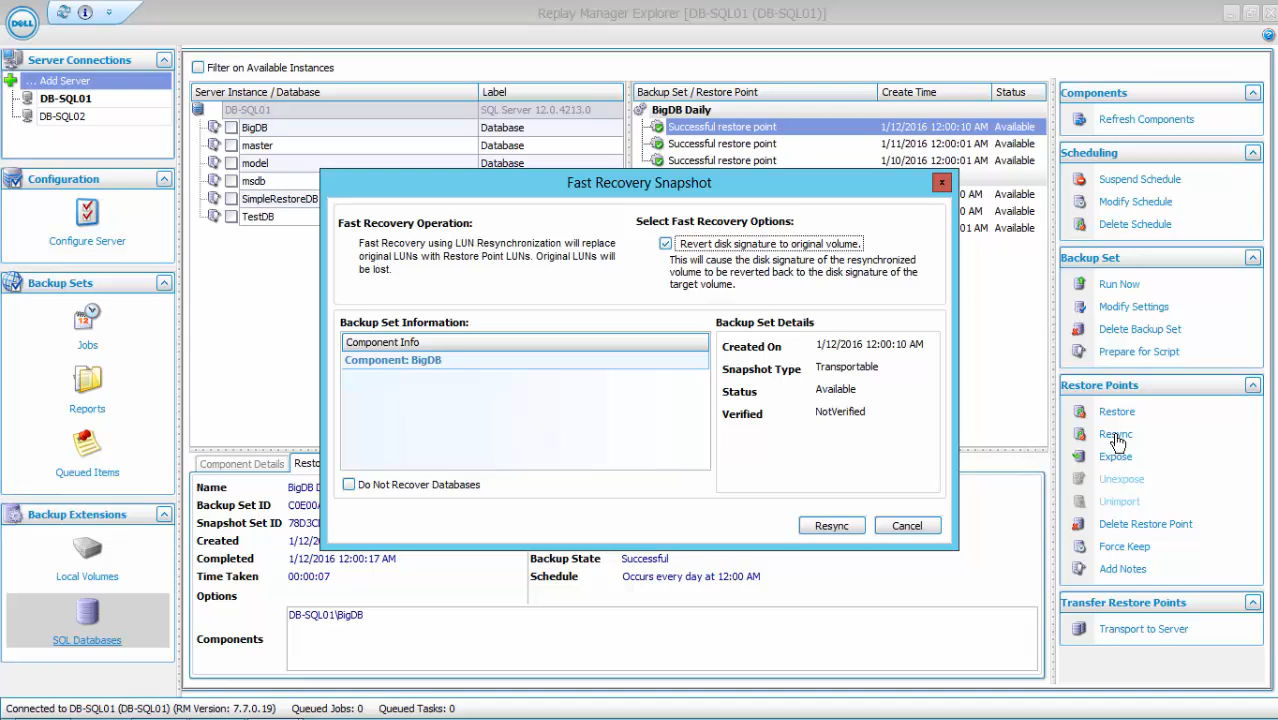 Replay Manager Explorer [DB-SQL01 (DB-SQL01)]
DELL
Server Connections
... Add Server
DB-SQL01
DB-SQL02
Configuration
Configure Server
Backup Sets
Jobs
Reports
Queued Items
Backup Extensions
Local Volumes
SQL Databases
Filter on Available Instances
Server Instance / Database Label
DB-SQL01 SQL Server 12.0.4213.0
BigDB Database
master Database
model Database
msdb
SimpleRestoreDB
TestDB
Backup Set / Restore Point Create Time Status
BigDB Daily
Successful restore point 1/12/2016 12:00:10 AM Available
Successful restore point 1/11/2016 12:00:01 AM Available
Successful restore point 1/10/2016 12:00:01 AM Available
0 AM Available
1 AM Available
1 AM Available
Fast Recovery Snapshot
x
Fast Recovery Operation:
Fast Recovery using LUN Resynchronization will replace
original LUNs with Restore Point LUNs. Original LUNs will
be lost.
Select Fast Recovery Options:
Revert disk signature to original volume.
This will cause the disk signature of the resynchronized
volume to be reverted back to the disk signature of the
target volume.
Backup Set Information:
Component Info
Component: BigDB
Do Not Recover Databases
Backup Set Details
Created On 1/12/2016 12:00:10 AM
Snapshot Type Transportable
Status Available
Verified NotVerified
Resync Cancel
Component Details Resto
Name BigDB D
Backup Set ID C0E00A
Snapshot Set ID 78D3C
Created 1/12/2
Completed 1/12/2016 12:00:17 AM Backup State Successful
Time Taken 00:00:07 Schedule Occurs every day at 12:00 AM
Options
Components DB-SQL01\BigDB
Components
Refresh Components
Scheduling
Suspend Schedule
Modify Schedule
Delete Schedule
Backup Set
Run Now
Modify Settings
Delete Backup Set
Prepare for Script
Restore Points
Restore
Resync
Expose
Unexpose
Unimport
Delete Restore Point
Force Keep
Add Notes
Transfer Restore Points
Transport to Server
Connected to DB-SQL01 (DB-SQL01) (RM Version: 7.7.0.19) Queued Jobs: 0 Queued Tasks: 0